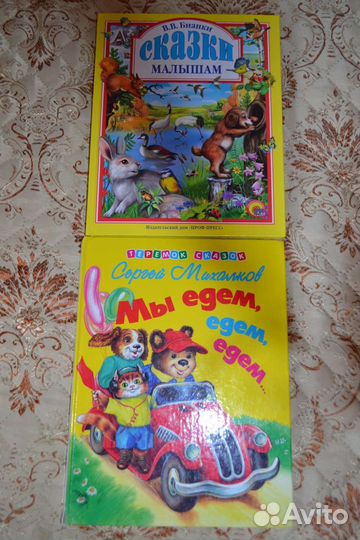 В.В. Бианки
Сказки
МАЛЫШАМ
Издательский дом «ПРОФ-ПРЕСС»
ТЕРЕМОК СКАЗОК
Сергей Михалков
Мы едем,
едем,
едем...
Avito